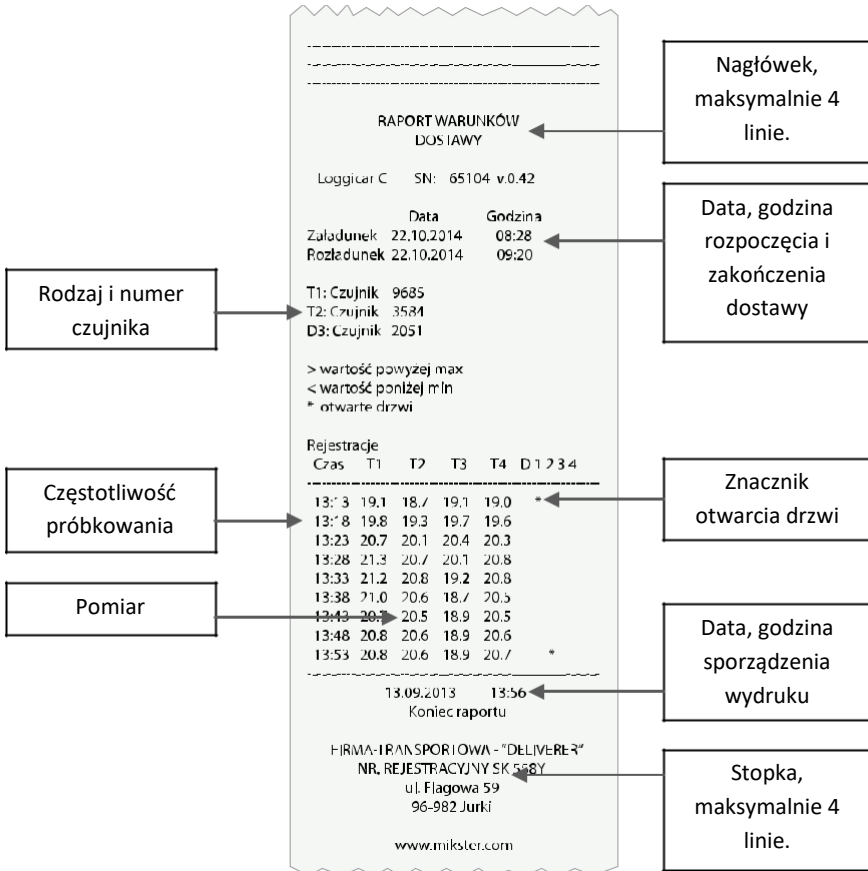 RAPORT WARUNKÓW
DOSTAWY
Loggicar C SN: 65104 v.0.42
Data Godzina
Załadunek 22.10.2014 08:28
Rozładunek 22.10.2014 09:20
T1: Czujnik 9685
T2: Czujnik 3584
D3: Czujnik 2051
> wartość powyżej max
< wartość poniżej min
* otwarte drzwi
Rejestracje
Czas T1 T2 T3 T4 D 1 2 3 4
13:13 19.1 18.7 19.1 19.0 *
13:18 19.8 19.3 19.7 19.6
13:23 20.7 20.1 20.4 20.3
13:28 21.3 20.7 20.1 20.8
13:33 21.2 20.8 19.2 20.8
13:38 21.0 20.6 18.7 20.5
13:43 20.5 18.9 20.5
13:48 20.8 20.6 18.9 20.6
13:53 20.8 20.6 18.9 20.7 *
13.09.2013 13:56
Koniec raportu
FIRMA-TRANSPORTOWA - "DELIVERER"
NR. REJESTRACYJNY SK
ul. Flagowa 59
96-982 Jurki
www.mikster.com
Rodzaj i numer
czujnika
Częstotliwość
próbkowania
Pomiar
Nagłówek,
maksymalnie 4
linie.
Data, godzina
rozpoczęcia i
zakończenia
dostawy
Znacznik
otwarcia drzwi
Data, godzina
sporządzenia
wydruku
Stopka,
maksymalnie 4
linie.